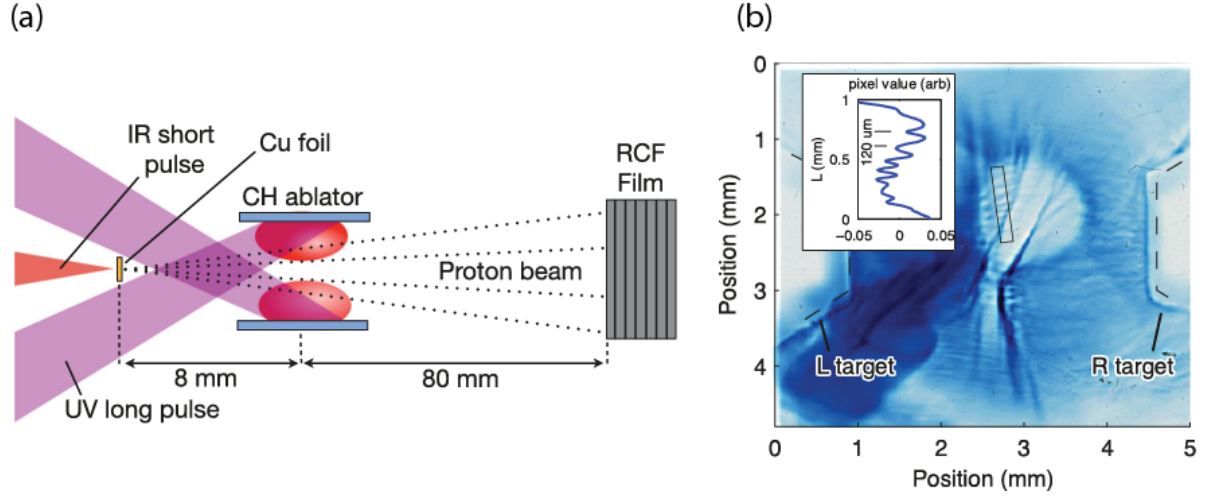 (a)
IR short
pulse
Cu foil
CH ablator
RCF
Film
Proton beam
8 mm
80 mm
UV long pulse
(b)
0
1
2
3
4
Position (mm)
pixel value (arb)
1
0.5
0
L (mm)
120 um
-0.05
0
0.05
L target
R target
0
1
2
3
4
5
Position (mm)